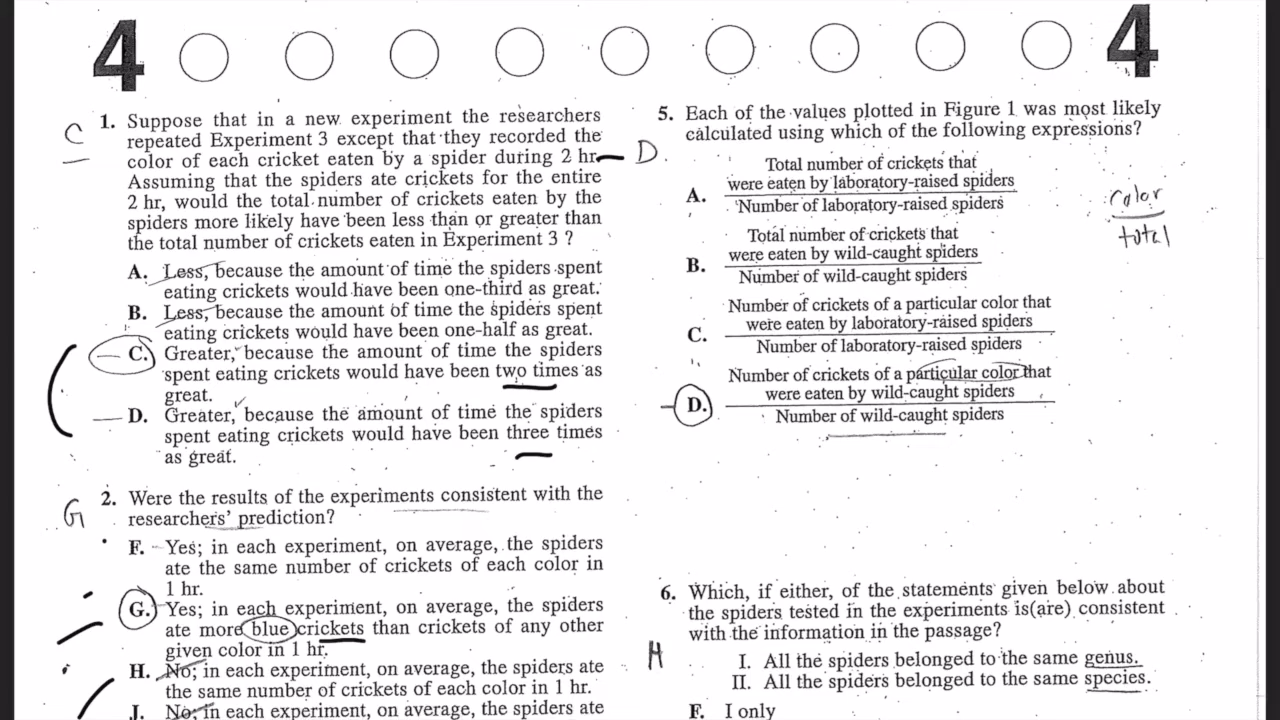 4
4
C
1. Suppose that in a new experiment the researchers
repeated Experiment 3 except that they recorded the
color of each cricket eaten by a spider during 2 hr
Assuming that the spiders ate crickets for the entire
2 hr, would the total number of crickets eaten by the
spiders more likely have been less than or greater than
the total number of crickets eaten in Experiment 3 ?
A. Less, because the amount of time the spiders spent
eating crickets would have been one-third as great.
B. Less, because the amount of time the spiders spent
eating crickets would have been one-half as great.
C. Greater, because the amount of time the spiders
spent eating crickets would have been two times as
great.
D. Greater, because the amount of time the spiders
spent eating crickets would have been three times
as great.
G
2. Were the results of the experiments consistent with the
researchers' prediction?
F. Yes; in each experiment, on average, the spiders
ate the same number of crickets of each color in
1 hr.
G. Yes; in each experiment, on average, the spiders
ate more blue crickets than crickets of any other
given color in 1 hr.
H. No; in each experiment, on average, the spiders ate
the same number of crickets of each color in 1 hr.
J. No; in each experiment, on average, the spiders ate
D.
5. Each of the values plotted in Figure 1 was most likely
calculated using which of the following expressions?
Total number of crickets that
were eaten by laboratory-raised spiders
A.
Number of laboratory-raised spiders
Total number of crickets that
were eaten by wild-caught spiders
B.
Number of wild-caught spiders
Number of crickets of a particular color that
were eaten by laboratory-raised spiders
C.
Number of laboratory-raised spiders
Number of crickets of a particular color that
were eaten by wild-caught spiders
D.
Number of wild-caught spiders
color
total
H
6. Which, if either, of the statements given below about
the spiders tested in the experiments is(are) consistent
with the information in the passage?
I. All the spiders belonged to the same genus.
II. All the spiders belonged to the same species.
F. I only